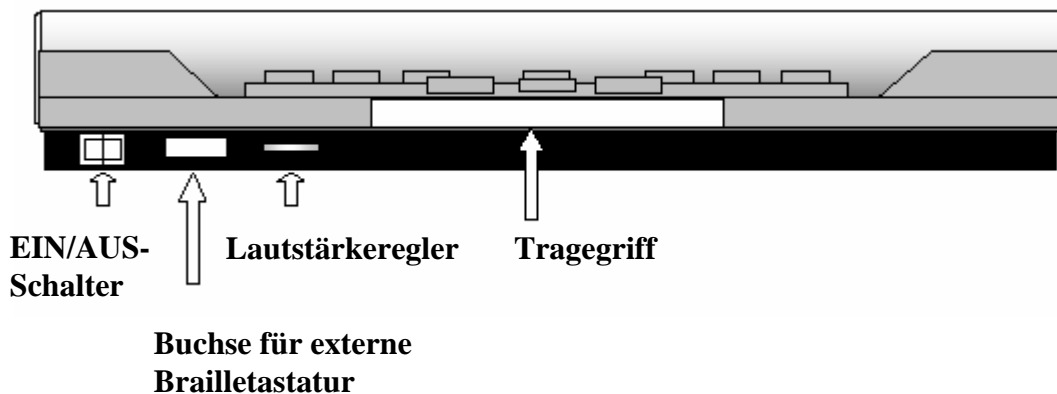 EIN/AUS-
Schalter
Lautstärkeregler
Tragegriff
Buchse für externe
Brailletastatur